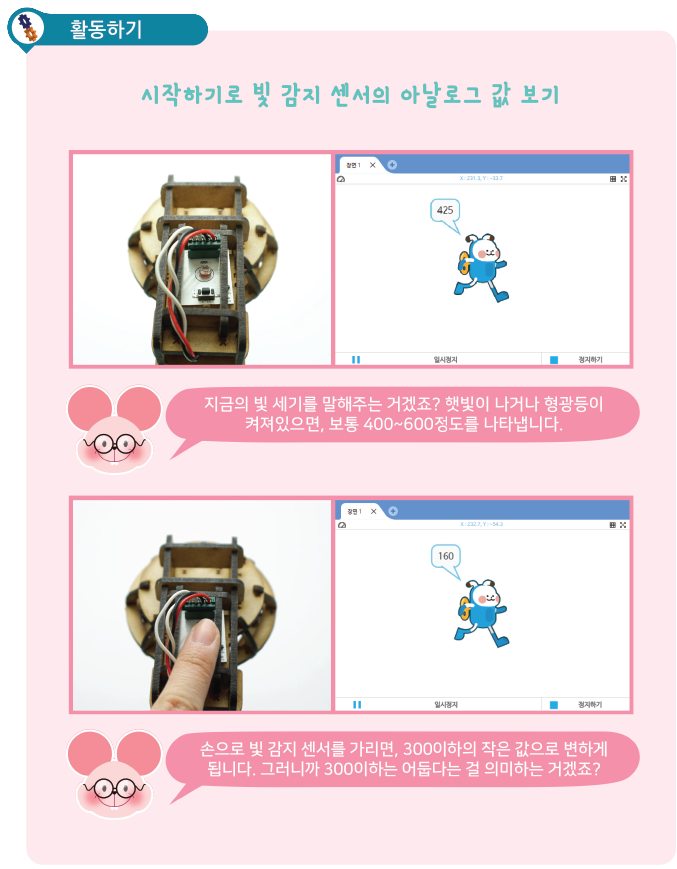 활동하기
시작하기로 빛 감지 센서의 아날로그 값 보기
장면 1
X : 231.3, Y : -33.7
425
일시정지
정지하기
지금의 빛 세기를 말해주는 거겠죠? 햇빛이 나거나 형광등이
켜져있으면, 보통 400~600정도를 나타냅니다.
장면 1
X : 232.7, Y : -54.3
160
일시정지
정지하기
손으로 빛 감지 센서를 가리면, 300이하의 작은 값으로 변하게
됩니다. 그러니까 300이하는 어둡다는 걸 의미하는 거겠죠?